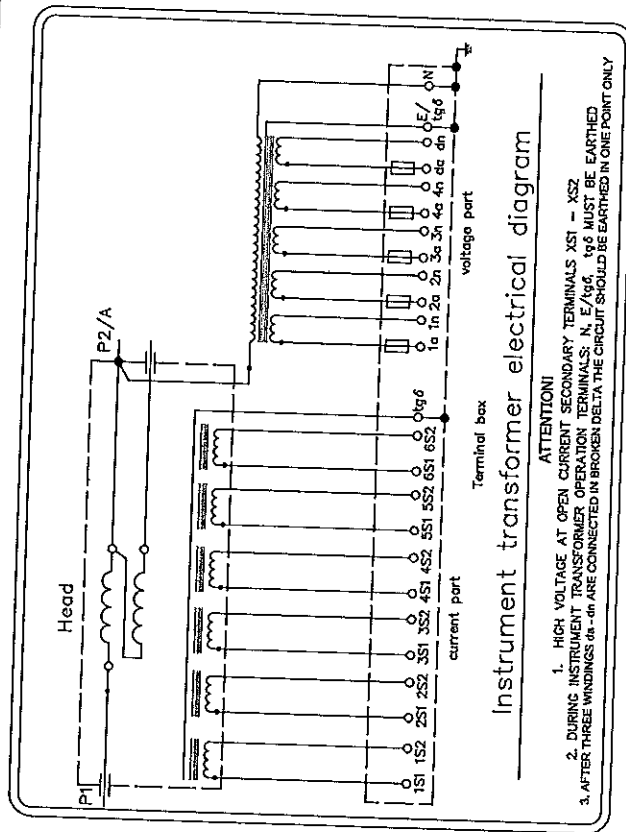 Head
P1
P2/A
1S1 1S2 2S1 2S2 3S1 3S2 4S1 4S2 5S1 5S2 6S1 6S2 tgδ
1a 1n 2a 2n 3a 3n 4a 4n da dn E/tgδ N
current part
Terminal box
voltage part
Instrument transformer electrical diagram
ATTENTION!
1. HIGH VOLTAGE AT OPEN CURRENT SECONDARY TERMINALS XS1 - XS2
2. DURING INSTRUMENT TRANSFORMER OPERATION TERMINALS: N, E/tgδ, tgδ MUST BE EARTHED
3. AFTER THREE WINDINGS da-dn ARE CONNECTED IN BROKEN DELTA THE CIRCUIT SHOULD BE EARTHED IN ONE POINT ONLY